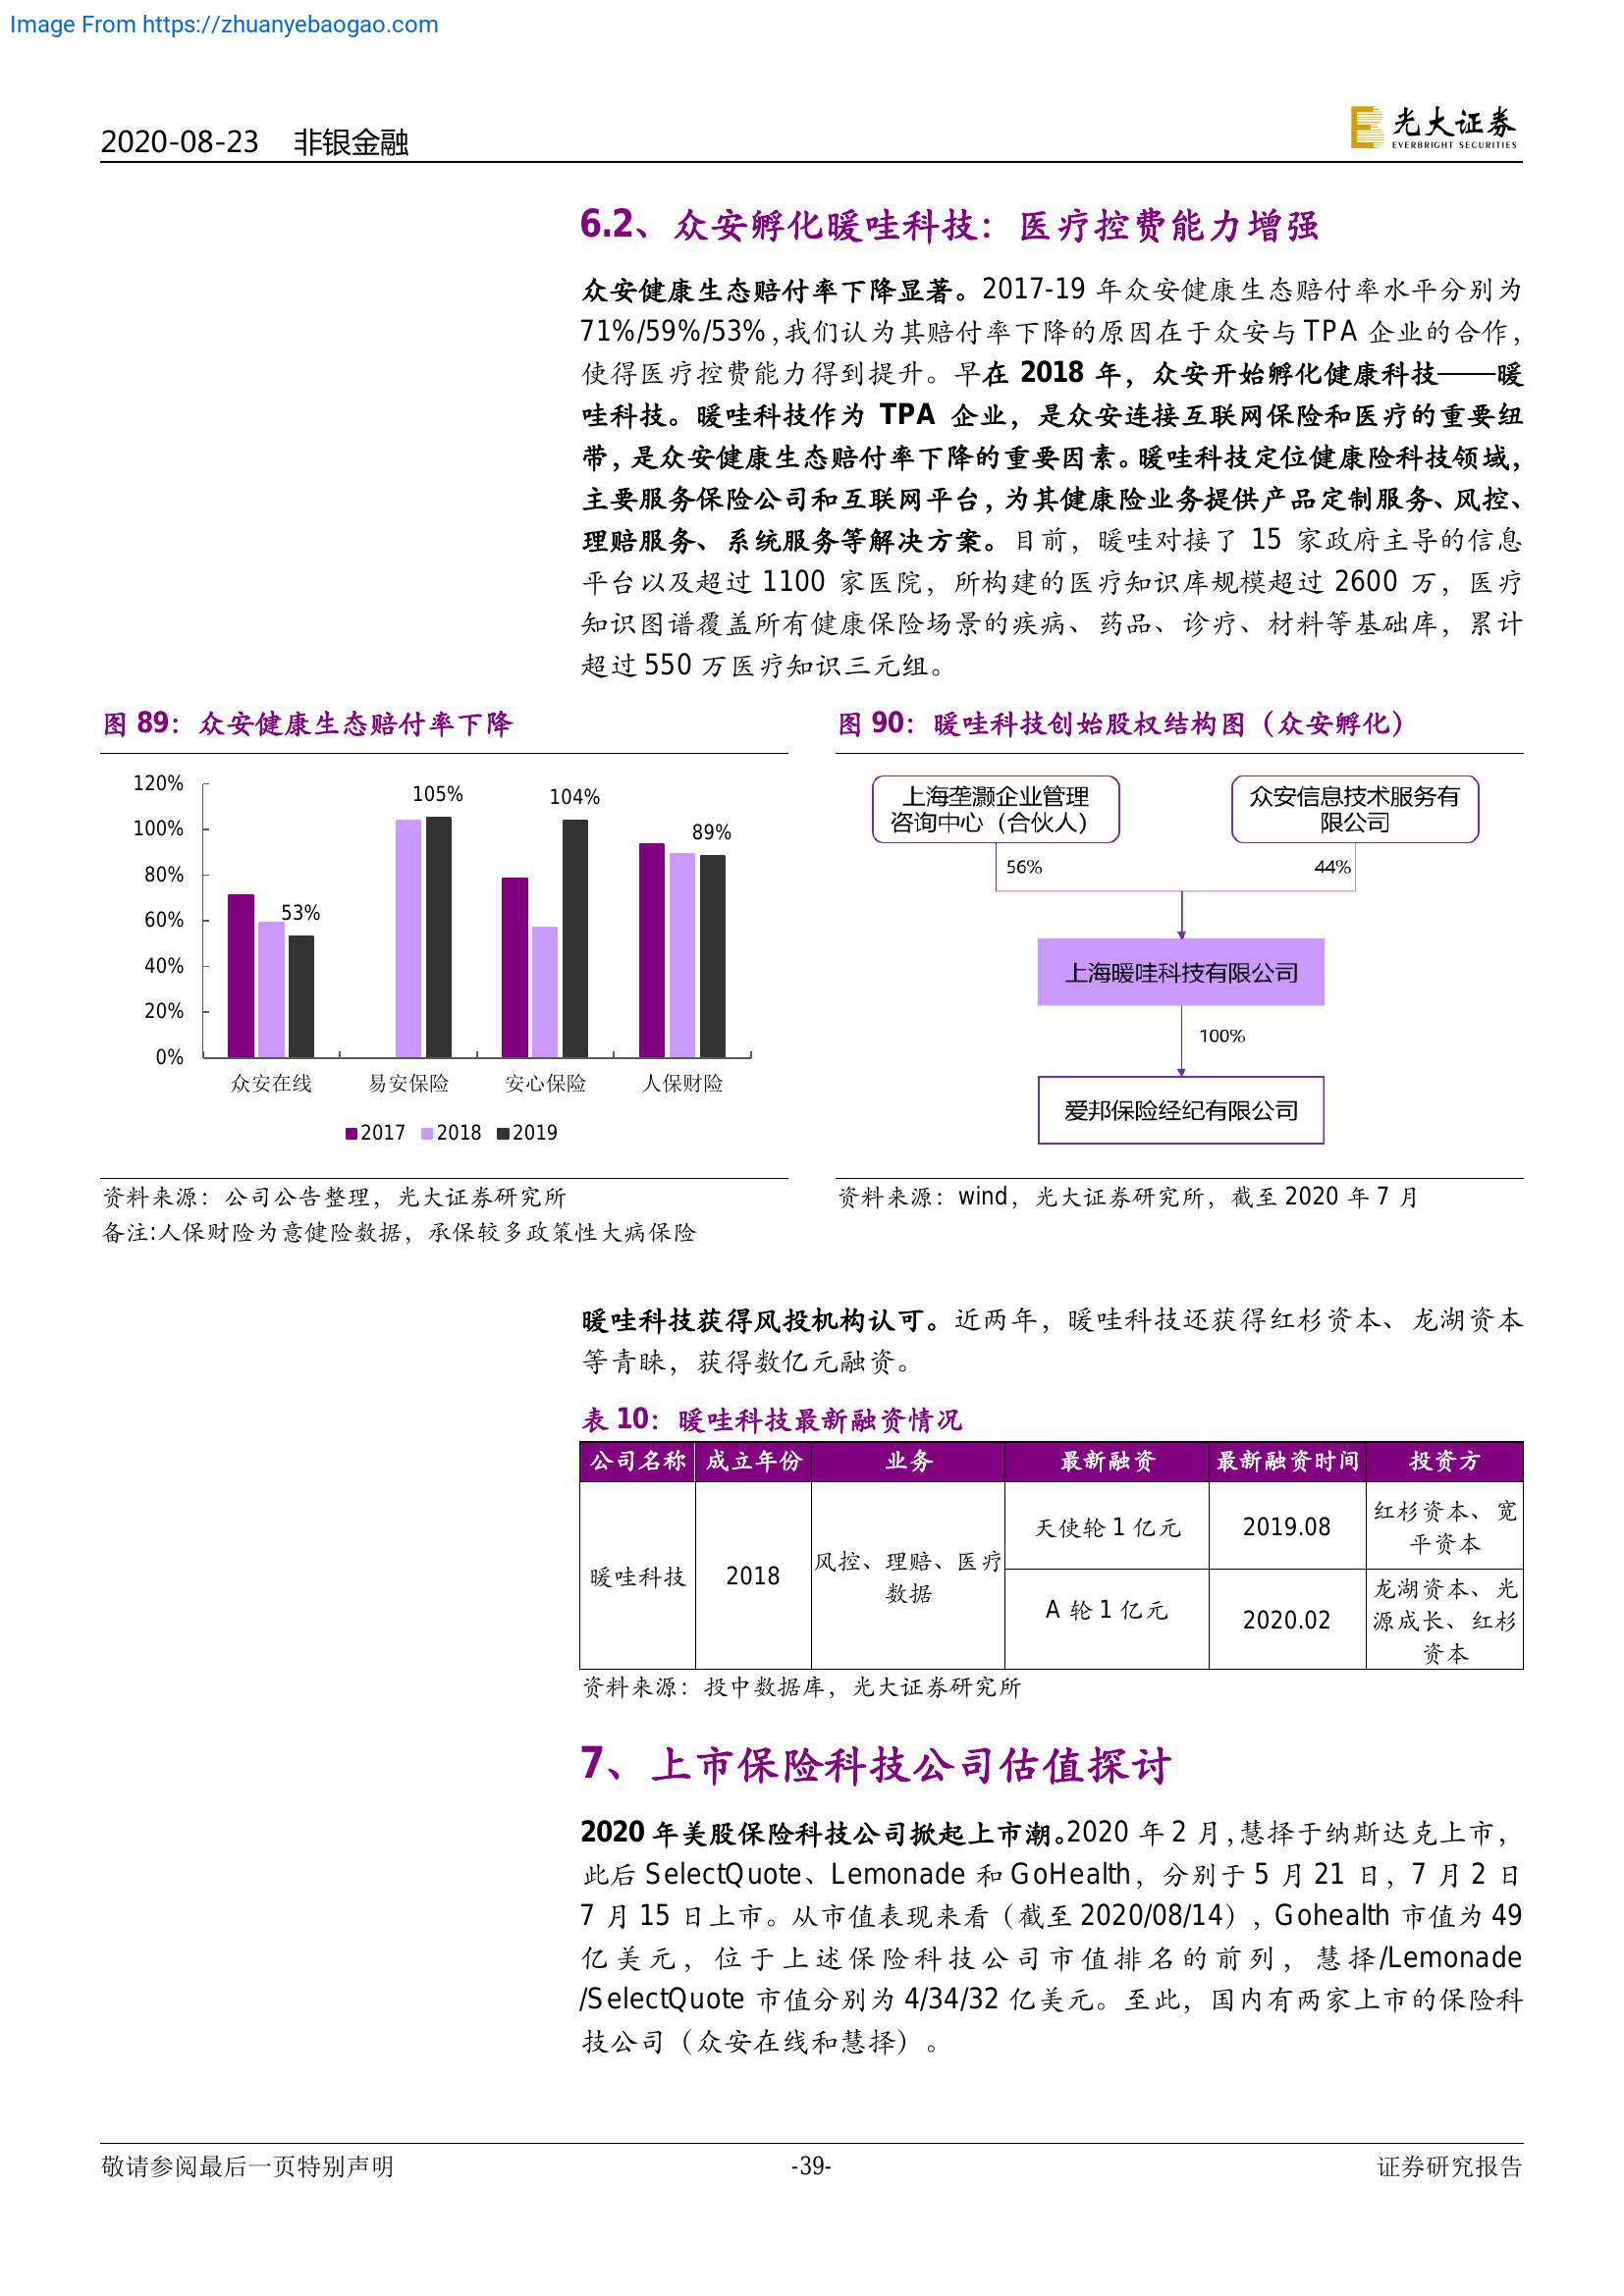 Image From https://zhuanyebaogao.com
2020-08-23 非银金融
光大证券
EVERBRIGHT SECURITIES
6.2、众安孵化暖哇科技：医疗控费能力增强
众安健康生态赔付率下降显著。2017-19 年众安健康生态赔付率水平分别为
71%/59%/53%,我们认为其赔付率下降的原因在于众安与 TPA 企业的合作，
使得医疗控费能力得到提升。早在 2018 年，众安开始孵化健康科技——暖
哇科技。暖哇科技作为 TPA 企业，是众安连接互联网保险和医疗的重要纽
带，是众安健康生态赔付率下降的重要因素。暖哇科技定位健康险科技领域，
主要服务保险公司和互联网平台，为其健康险业务提供产品定制服务、风控、
理赔服务、系统服务等解决方案。目前，暖哇对接了 15 家政府主导的信息
平台以及超过 1100 家医院，所构建的医疗知识库规模超过 2600 万，医疗
知识图谱覆盖所有健康保险场景的疾病、药品、诊疗、材料等基础库，累计
超过 550 万医疗知识三元组。
图 89：众安健康生态赔付率下降
120%
100%
80%
60%
40%
20%
0%
53%
105%
104%
89%
众安在线
易安保险
安心保险
人保财险
2017 2018 2019
资料来源：公司公告整理，光大证券研究所
备注:人保财险为意健险数据，承保较多政策性大病保险
图 90：暖哇科技创始股权结构图（众安孵化）
上海垄灏企业管理
咨询中心（合伙人）
众安信息技术服务有
限公司
56%
44%
上海暖哇科技有限公司
100%
爱邦保险经纪有限公司
资料来源：wind，光大证券研究所，截至 2020 年 7 月
暖哇科技获得风投机构认可。近两年，暖哇科技还获得红杉资本、龙湖资本
等青睐，获得数亿元融资。
表 10：暖哇科技最新融资情况
公司名称 成立年份 业务 最新融资 最新融资时间 投资方
暖哇科技
2018
风控、理赔、医疗
数据
天使轮 1 亿元
2019.08
红杉资本、宽
平资本
A 轮 1 亿元
2020.02
龙湖资本、光
源成长、红杉
资本
资料来源：投中数据库，光大证券研究所
7、上市保险科技公司估值探讨
2020 年美股保险科技公司掀起上市潮。2020 年 2 月，慧择于纳斯达克上市，
此后 SelectQuote、Lemonade 和 GoHealth，分别于 5 月 21 日，7 月 2 日
7 月 15 日上市。从市值表现来看（截至 2020/08/14），Gohealth 市值为 49
亿美元，位于上述保险科技公司市值排名的前列，慧择/Lemonade
/SelectQuote 市值分别为 4/34/32 亿美元。至此，国内有两家上市的保险科
技公司（众安在线和慧择）。
敬请参阅最后一页特别声明
-39-
证券研究报告